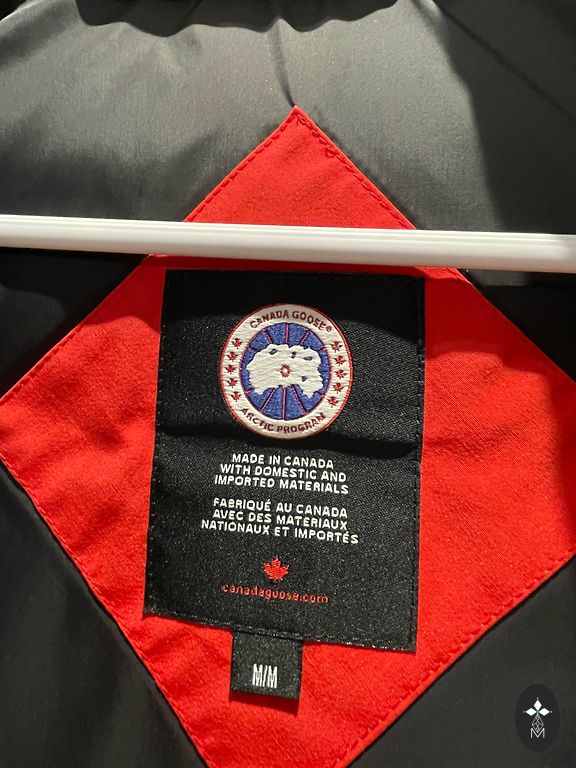 CANADA GOOSE®
ARCTIC PROGRAM
MADE IN CANADA
WITH DOMESTIC AND
IMPORTED MATERIALS
FABRIQUÉ AU CANADA
AVEC DES MATERIAUX
NATIONAUX ET IMPORTÉS
canadagoose.com
M/M
M